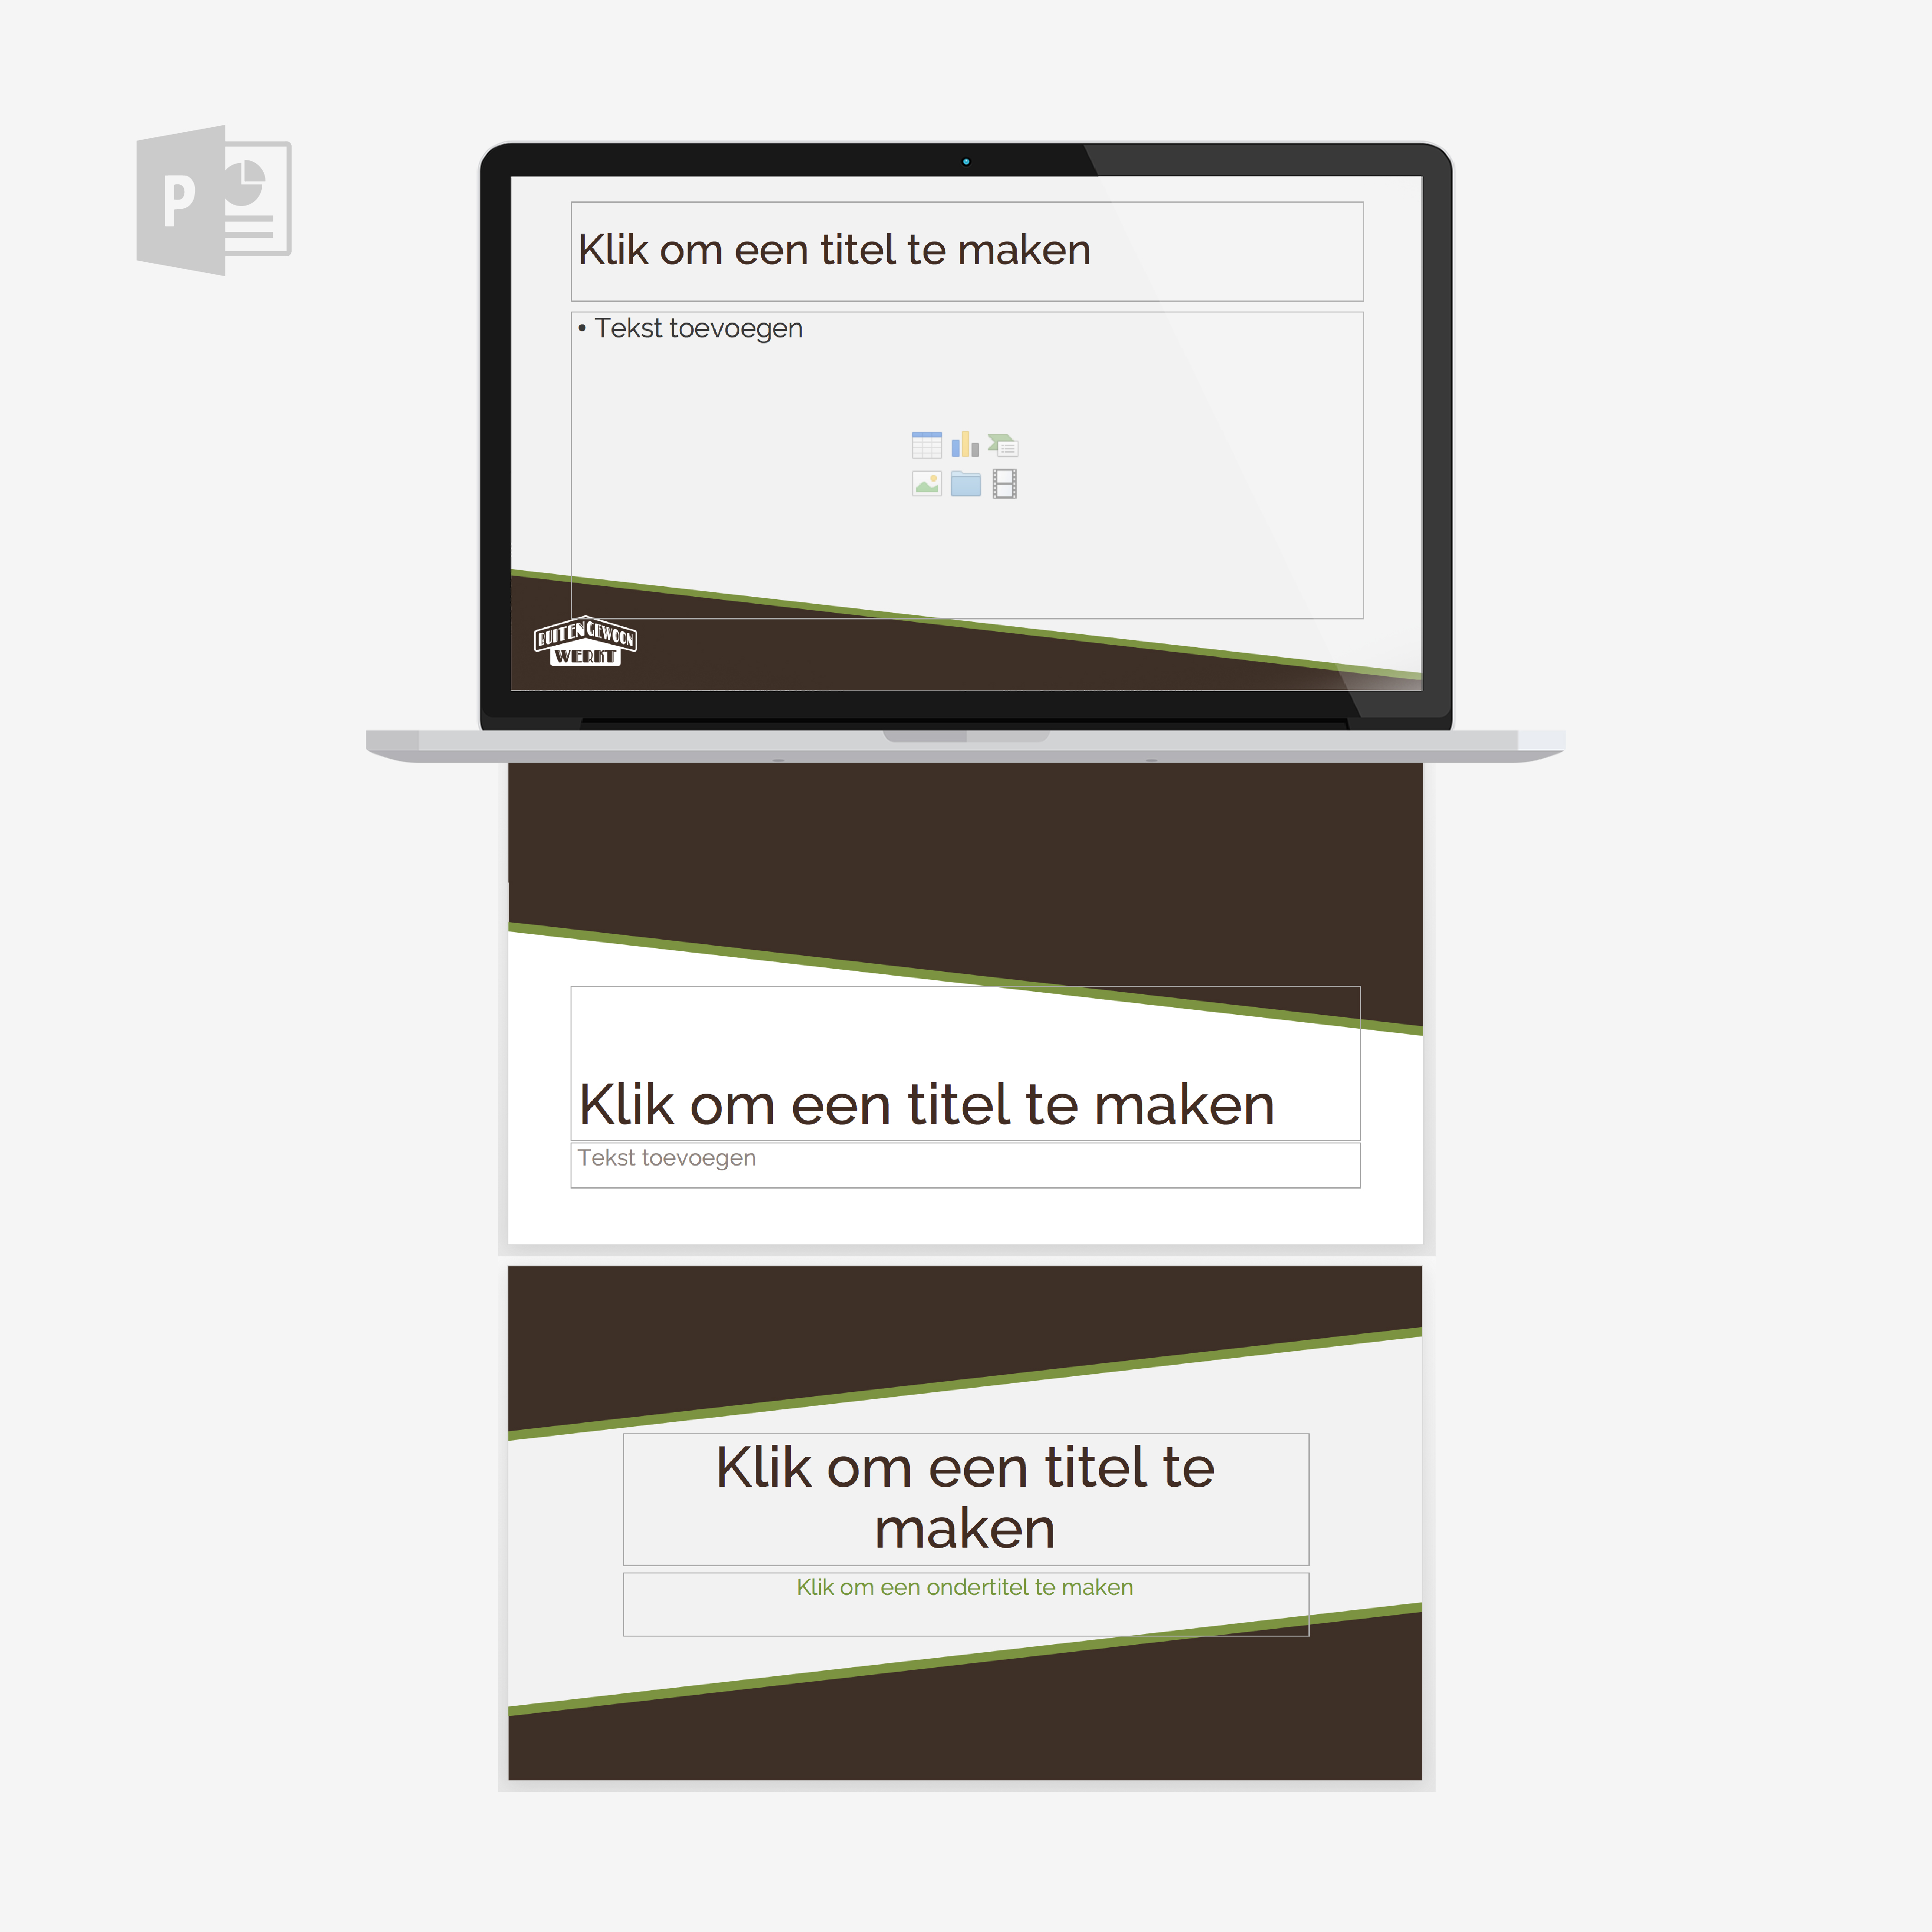 P
Klik om een titel te maken
• Tekst toevoegen
BUITENGEWOON
WERKT
Klik om een titel te maken
Tekst toevoegen
Klik om een titel te
maken
Klik om een ondertitel te maken